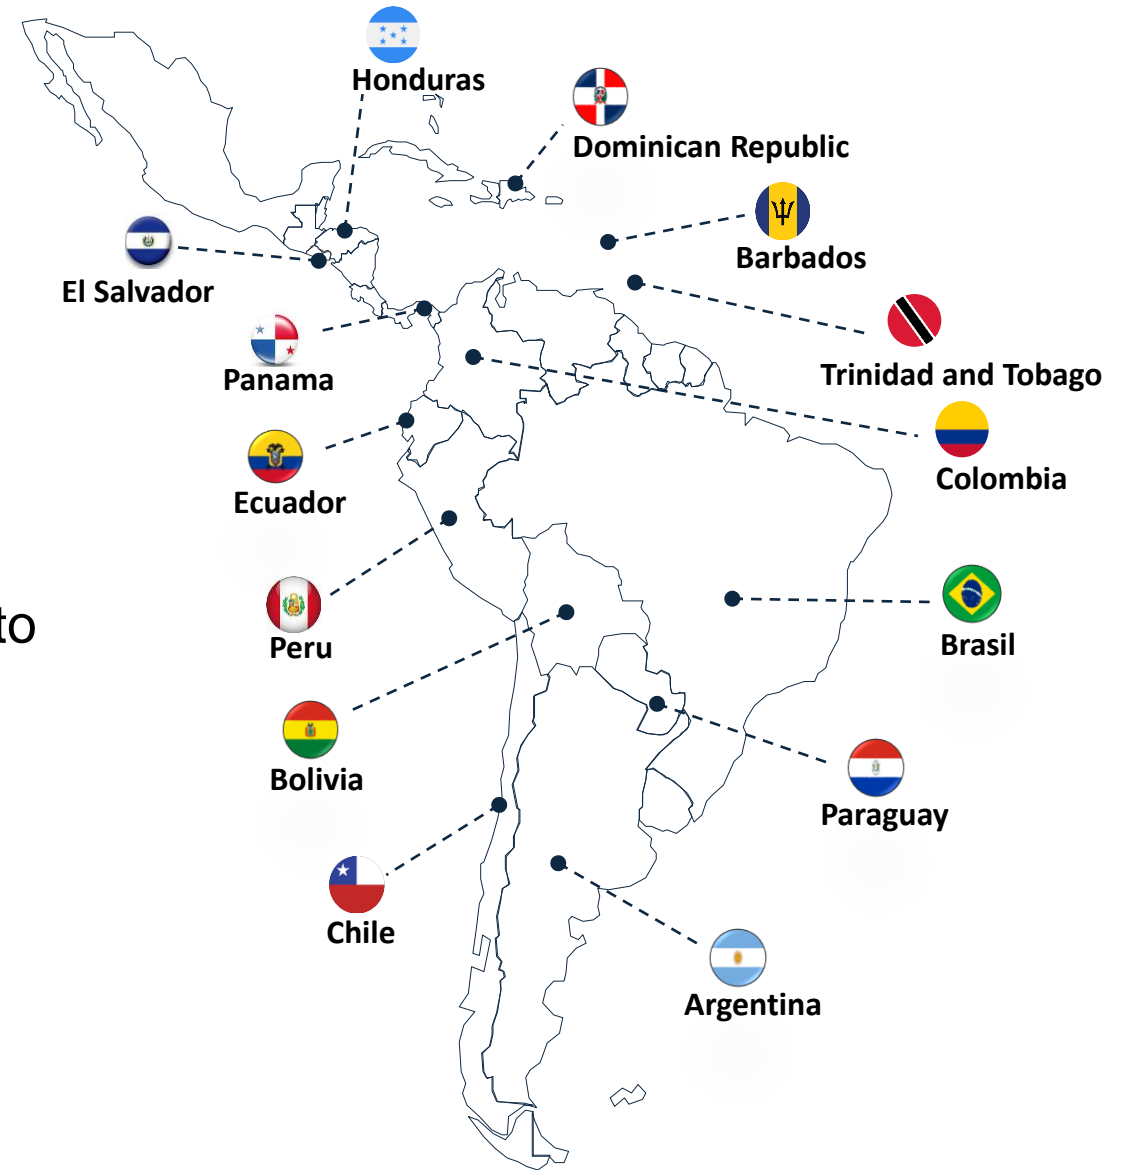 Honduras
Dominican Republic
Barbados
El Salvador
Trinidad and Tobago
Panama
Colombia
Ecuador
to
Brasil
Peru
Bolivia
Paraguay
Chile
Argentina